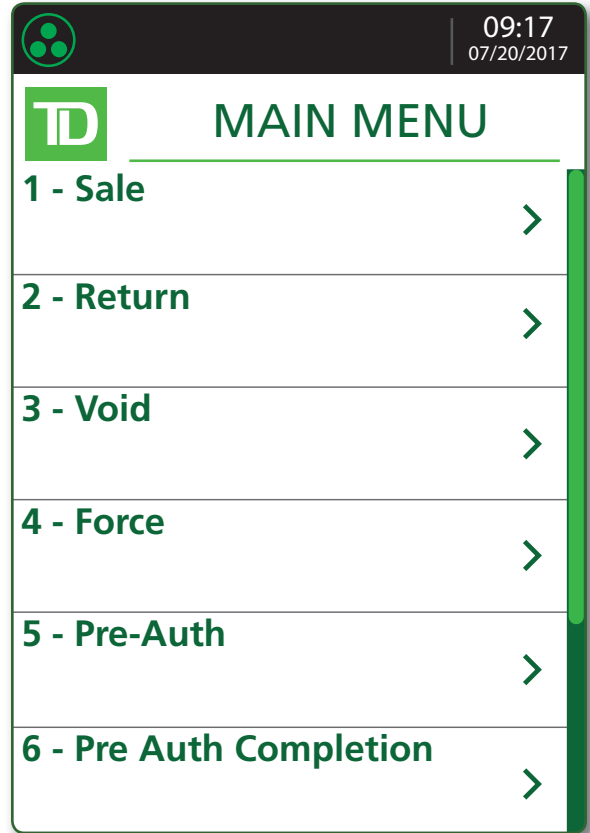 09:17
07/20/2017
TD
MAIN MENU
1 - Sale
2 - Return
3 - Void
4 - Force
5 - Pre-Auth
6 - Pre Auth Completion